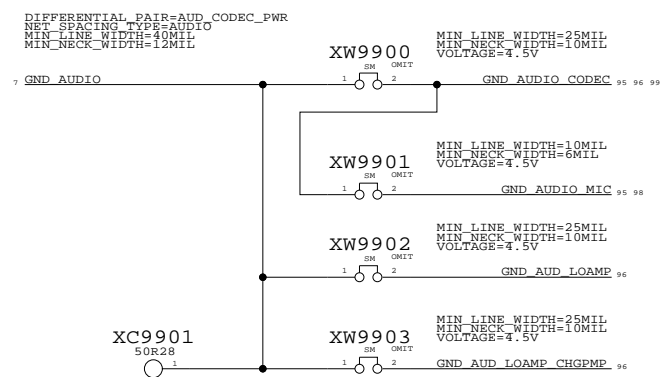 DIFFERENTIAL_PAIR=AUD_CODEC_PWR
NET_SPACING_TYPE=AUDIO
MIN_LINE_WIDTH=40MIL
MIN_NECK_WIDTH=12MIL
7 GND_AUDIO
XW9900
SM OMIT
1 2
MIN_LINE_WIDTH=25MIL
MIN_NECK_WIDTH=10MIL
VOLTAGE=4.5V
GND_AUDIO_CODEC 95 96 99
XW9901
SM OMIT
1 2
MIN_LINE_WIDTH=10MIL
MIN_NECK_WIDTH=6MIL
VOLTAGE=4.5V
GND_AUDIO_MIC 95 98
XW9902
SM OMIT
1 2
MIN_LINE_WIDTH=25MIL
MIN_NECK_WIDTH=10MIL
VOLTAGE=4.5V
GND_AUD_LOAMP 96
XC9901
50R28
1
XW9903
SM OMIT
1 2
MIN_LINE_WIDTH=25MIL
MIN_NECK_WIDTH=10MIL
VOLTAGE=4.5V
GND_AUD_LOAMP_CHGPMP 96